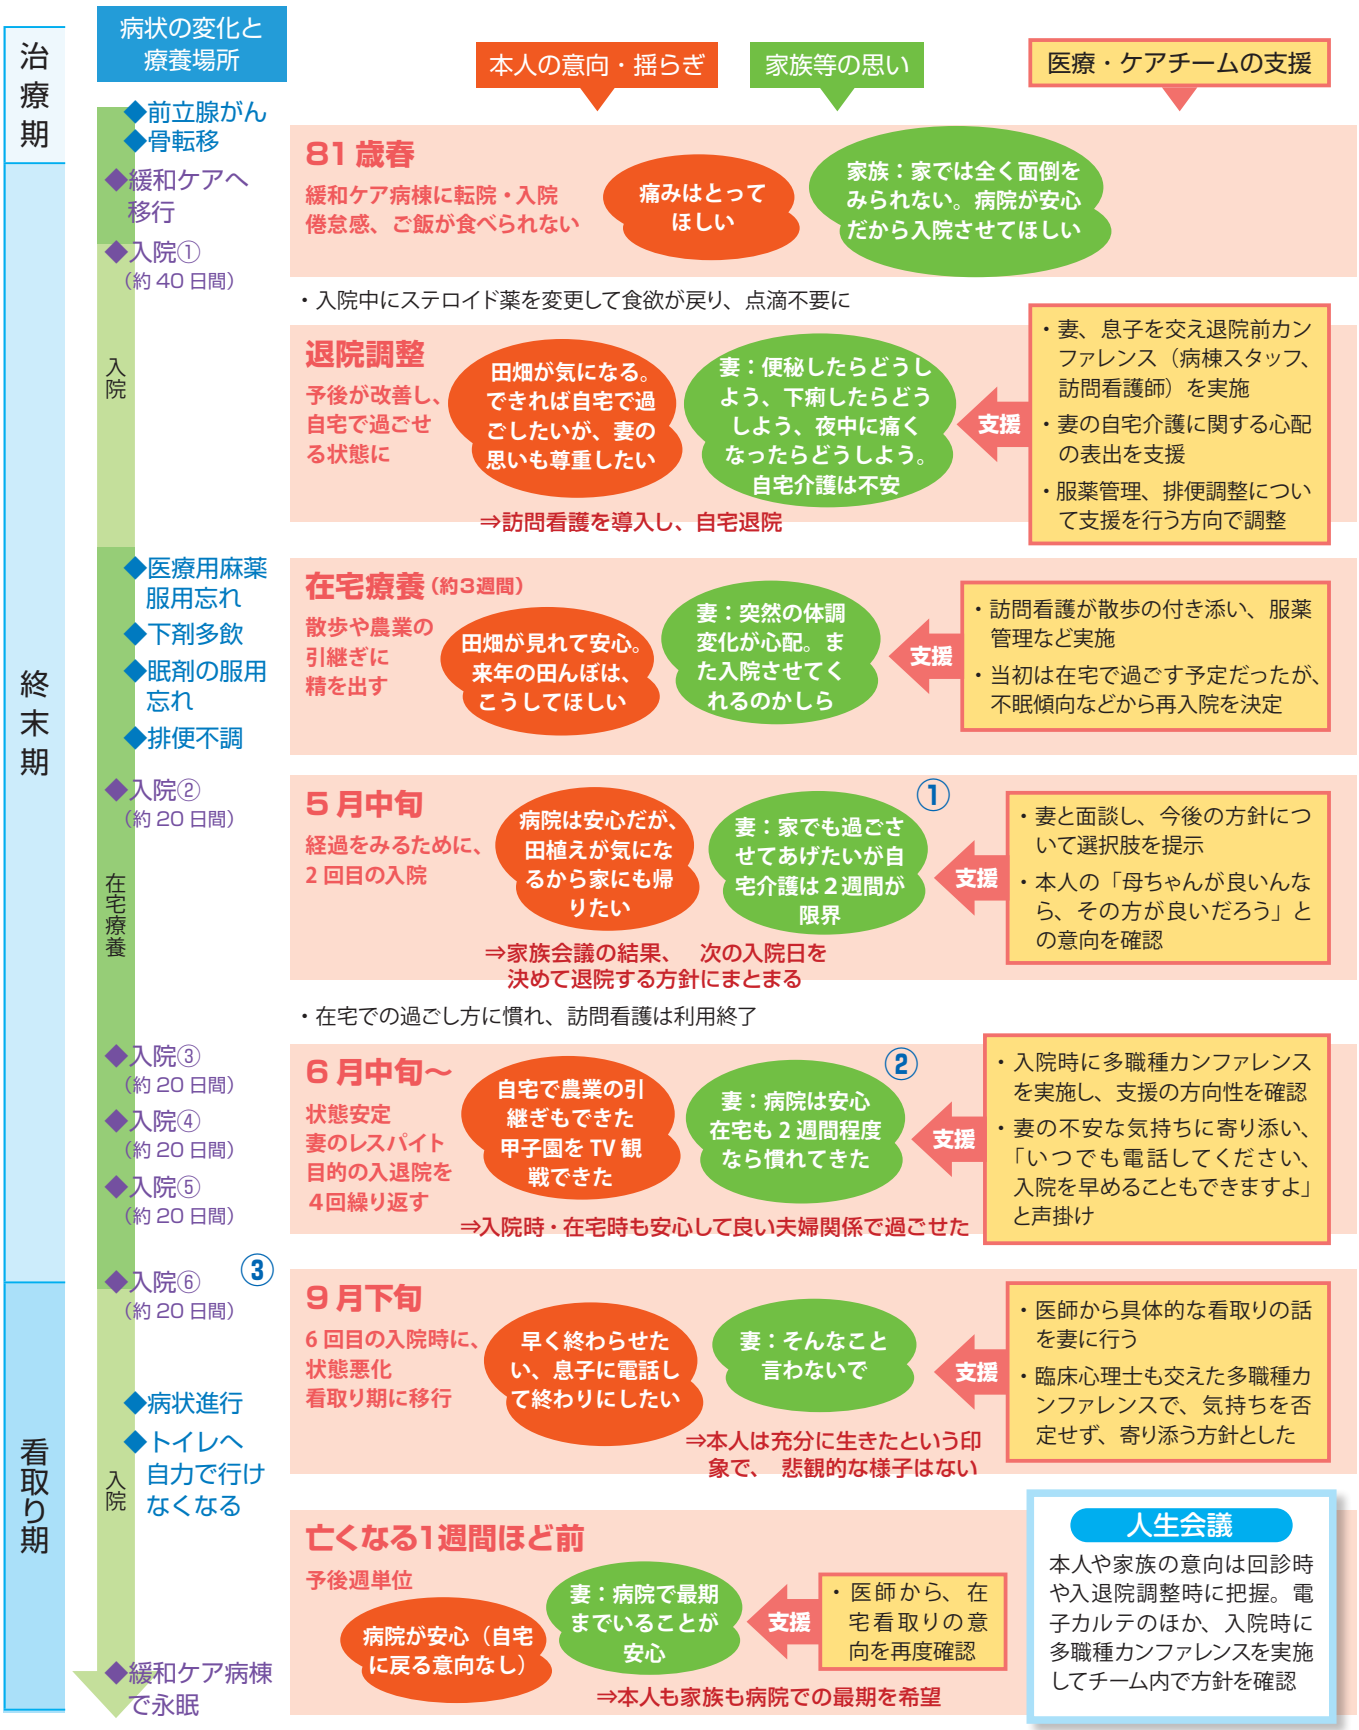 病状の変化と
療養場所
本人の意向・揺らぎ
家族等の思い
医療・ケアチームの支援
治療期
終末期
看取り期
◆前立腺がん
◆骨転移
◆緩和ケアへ
移行
◆入院①
（約 40 日間）
入院
◆医療用麻薬
服用忘れ
◆下剤多飲
◆眠剤の服用
忘れ
◆排便不調
◆入院②
（約 20 日間）
在宅療養
◆入院③
（約 20 日間）
◆入院④
（約 20 日間）
◆入院⑤
（約 20 日間）
◆入院⑥
（約 20 日間）
③
◆病状進行
◆トイレへ
自力で行け
なくなる
入院
◆緩和ケア病棟
で永眠
81 歳春
緩和ケア病棟に転院・入院
倦怠感、ご飯が食べられない
痛みはとって
ほしい
家族：家では全く面倒を
みられない。病院が安心
だから入院させてほしい
・入院中にステロイド薬を変更して食欲が戻り、点滴不要に
退院調整
予後が改善し、
自宅で過ごせ
る状態に
田畑が気になる。
できれば自宅で過
ごしたいが、妻の
思いも尊重したい
妻：便秘したらどうし
よう、下痢したらどう
しよう、夜中に痛く
なったらどうしよう。
自宅介護は不安
支援
・妻、息子を交え退院前カン
ファレンス（病棟スタッフ、
訪問看護師）を実施
・妻の自宅介護に関する心配
の表出を支援
・服薬管理、排便調整につい
て支援を行う方向で調整
⇒訪問看護を導入し、自宅退院
在宅療養（約３週間）
散歩や農業の
引継ぎに
精を出す
田畑が見れて安心。
来年の田んぼは、
こうしてほしい
妻：突然の体調
変化が心配。ま
た入院させてく
れるのかしら
支援
・訪問看護が散歩の付き添い、服薬
管理など実施
・当初は在宅で過ごす予定だったが、
不眠傾向などから再入院を決定
5 月中旬
経過をみるために、
2 回目の入院
病院は安心だが、
田植えが気にな
るから家にも帰
りたい
①
妻：家でも過ごさ
せてあげたいが自
宅介護は２週間が
限界
支援
・妻と面談し、今後の方針につ
いて選択肢を提示
・本人の「母ちゃんが良いんな
ら、その方が良いだろう」と
の意向を確認
⇒家族会議の結果、　次の入院日を
決めて退院する方針にまとまる
・在宅での過ごし方に慣れ、訪問看護は利用終了
6 月中旬〜
状態安定
妻のレスパイト
目的の入退院を
４回繰り返す
自宅で農業の引
継ぎもできた
甲子園を TV 観
戦できた
②
妻：病院は安心
在宅も 2 週間程度
なら慣れてきた
支援
・入院時に多職種カンファレンス
を実施し、支援の方向性を確認
・妻の不安な気持ちに寄り添い、
「いつでも電話してください、
入院を早めることもできますよ」
と声掛け
⇒入院時・在宅時も安心して良い夫婦関係で過ごせた
9 月下旬
6 回目の入院時に、
状態悪化
看取り期に移行
早く終わらせた
い、息子に電話し
て終わりにしたい
妻：そんなこと
言わないで
支援
・医師から具体的な看取りの話
を妻に行う
・臨床心理士も交えた多職種カ
ンファレンスで、気持ちを否
定せず、寄り添う方針とした
⇒本人は充分に生きたという印
象で、　悲観的な様子はない
亡くなる１週間ほど前
予後週単位
病院が安心（自宅
に戻る意向なし）
妻：病院で最期
までいることが
安心
支援
・医師から、在
宅看取りの意
向を再度確認
⇒本人も家族も病院での最期を希望
人生会議
本人や家族の意向は回診時
や入退院調整時に把握。電
子カルテのほか、入院時に
多職種カンファレンスを実施
してチーム内で方針を確認